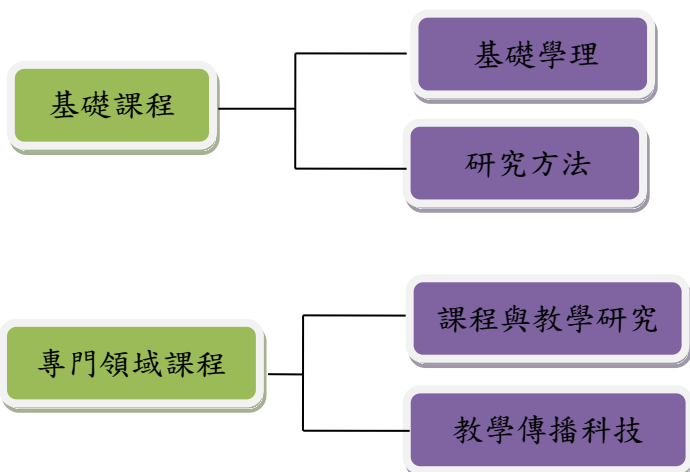 基礎課程
基礎學理
研究方法
專門領域課程
課程與教學研究
教學傳播科技